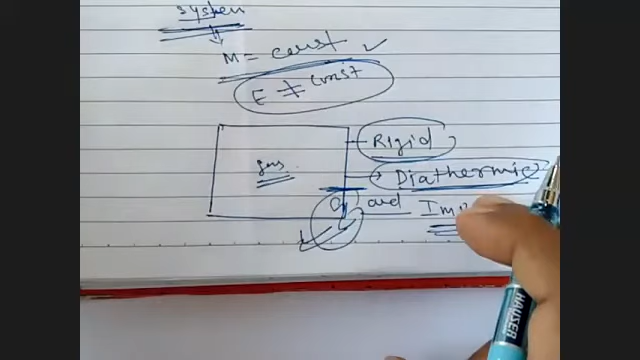 system
M = const ✓
E ≠ const
Rigid
gas
Diathermic
and
HAUSER